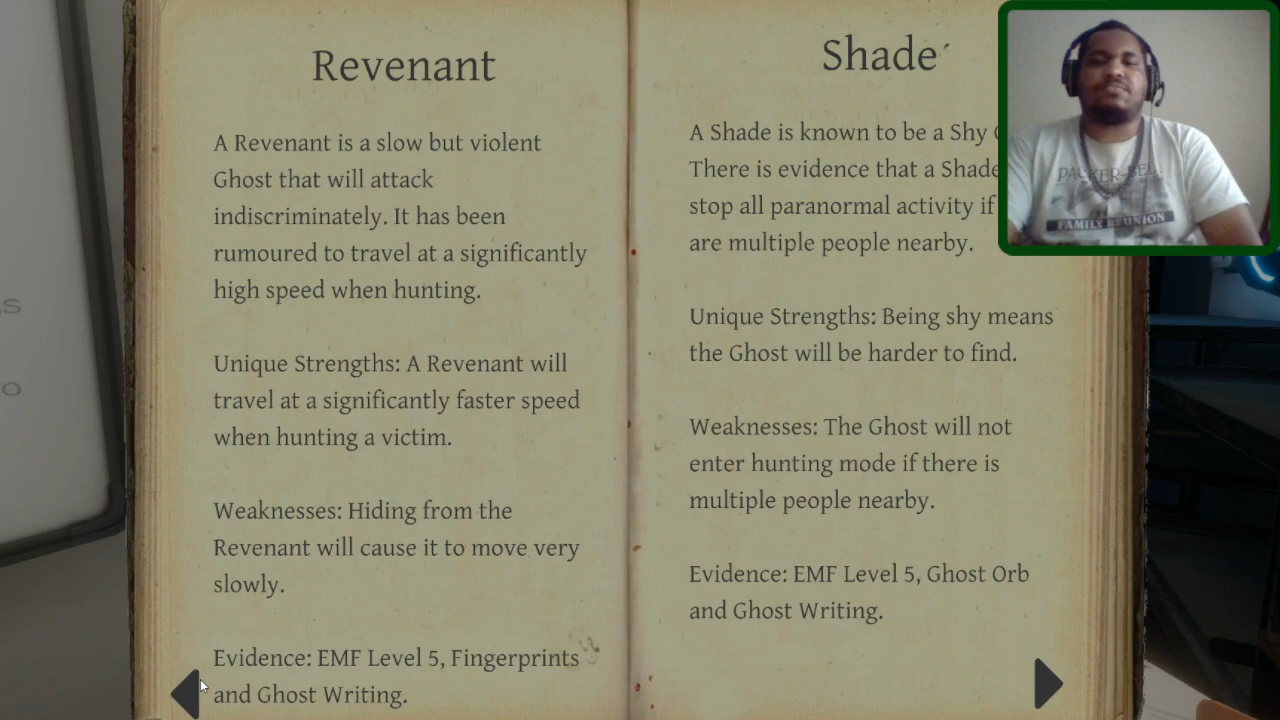 Revenant
A Revenant is a slow but violent
Ghost that will attack
indiscriminately. It has been
rumoured to travel at a significantly
high speed when hunting.
Unique Strengths: A Revenant will
travel at a significantly faster speed
when hunting a victim.
Weaknesses: Hiding from the
Revenant will cause it to move very
slowly.
Evidence: EMF Level 5, Fingerprints
and Ghost Writing.
Shade
A Shade is known to be a Shy
There is evidence that a Shade
stop all paranormal activity if
are multiple people nearby.
Unique Strengths: Being shy means
the Ghost will be harder to find.
Weaknesses: The Ghost will not
enter hunting mode if there is
multiple people nearby.
Evidence: EMF Level 5, Ghost Orb
and Ghost Writing.
FAMILY REUNION